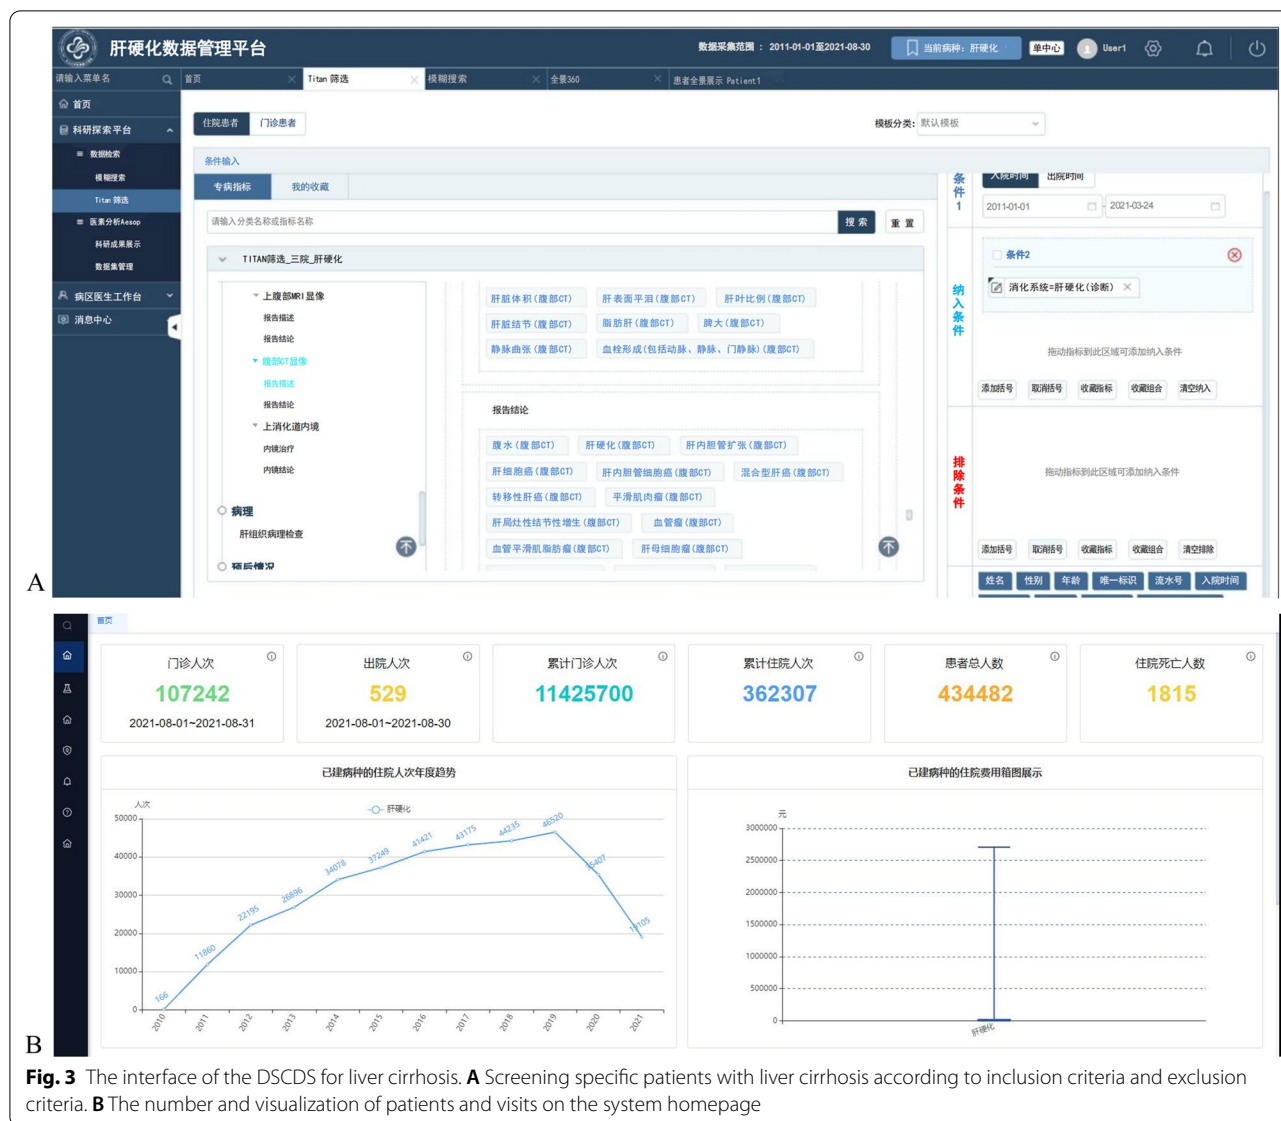 肝硬化数据管理平台
数据采集范围 : 2011-01-01至2021-08-30
当前病种: 肝硬化
单中心
User1
请输入菜单名
首页
Titan 筛选
模糊搜索
全景360
患者全景展示 Patient1
首页
科研探索平台
数据检索
模糊搜索
Titan 筛选
医素分析Aesop
科研成果展示
数据集管理
病区医生工作台
消息中心
住院患者
门诊患者
模板分类: 默认模板
条件输入
专病指标
我的收藏
请输入分类名称或指标名称
搜 索
重 置
TITAN筛选_三院_肝硬化
上腹部MRI显像
报告描述
报告结论
腹部CT显像
报告描述
报告结论
上消化道内境
内镜治疗
内镜结论
病理
肝组织病理检查
预后情况
肝脏体积(腹部CT)
肝表面平滑(腹部CT)
肝叶比例(腹部CT)
肝脏结节(腹部CT)
脂肪肝(腹部CT)
脾大(腹部CT)
静脉曲张(腹部CT)
血栓形成(包括动脉、静脉、门静脉)(腹部CT)
报告结论
腹水(腹部CT)
肝硬化(腹部CT)
肝内胆管扩张(腹部CT)
肝细胞癌(腹部CT)
肝内胆管细胞癌(腹部CT)
混合型肝癌(腹部CT)
转移性肝癌(腹部CT)
平滑肌肉瘤(腹部CT)
肝局灶性结节性增生(腹部CT)
血管瘤(腹部CT)
血管平滑肌脂肪瘤(腹部CT)
肝母细胞瘤(腹部CT)
条件1
入院时间
出院时间
2011-01-01 - 2021-03-24
纳入条件
条件2
消化系统=肝硬化(诊断)
拖动指标到此区域可添加纳入条件
添加括号
取消括号
收藏指标
收藏组合
清空纳入
排除条件
拖动指标到此区域可添加纳入条件
添加括号
取消括号
收藏指标
收藏组合
清空排除
姓名
性别
年龄
唯一标识
流水号
入院时间
A
首页
门诊人次
107242
2021-08-01~2021-08-31
出院人次
529
2021-08-01~2021-08-30
累计门诊人次
11425700
累计住院人次
362307
患者总人数
434482
住院死亡人数
1815
已建病种的住院人次年度趋势
人次
肝硬化
50000
40000
30000
20000
10000
0
166
11860
22195
26896
34078
37249
41421
43175
44235
46520
35407
19105
2010
2011
2012
2013
2014
2015
2016
2017
2018
2019
2020
2021
已建病种的住院费用箱图展示
元
3000000
2500000
2000000
1500000
1000000
500000
0
肝硬化
B
Fig. 3 The interface of the DSCDS for liver cirrhosis. A Screening specific patients with liver cirrhosis according to inclusion criteria and exclusion
criteria. B The number and visualization of patients and visits on the system homepage